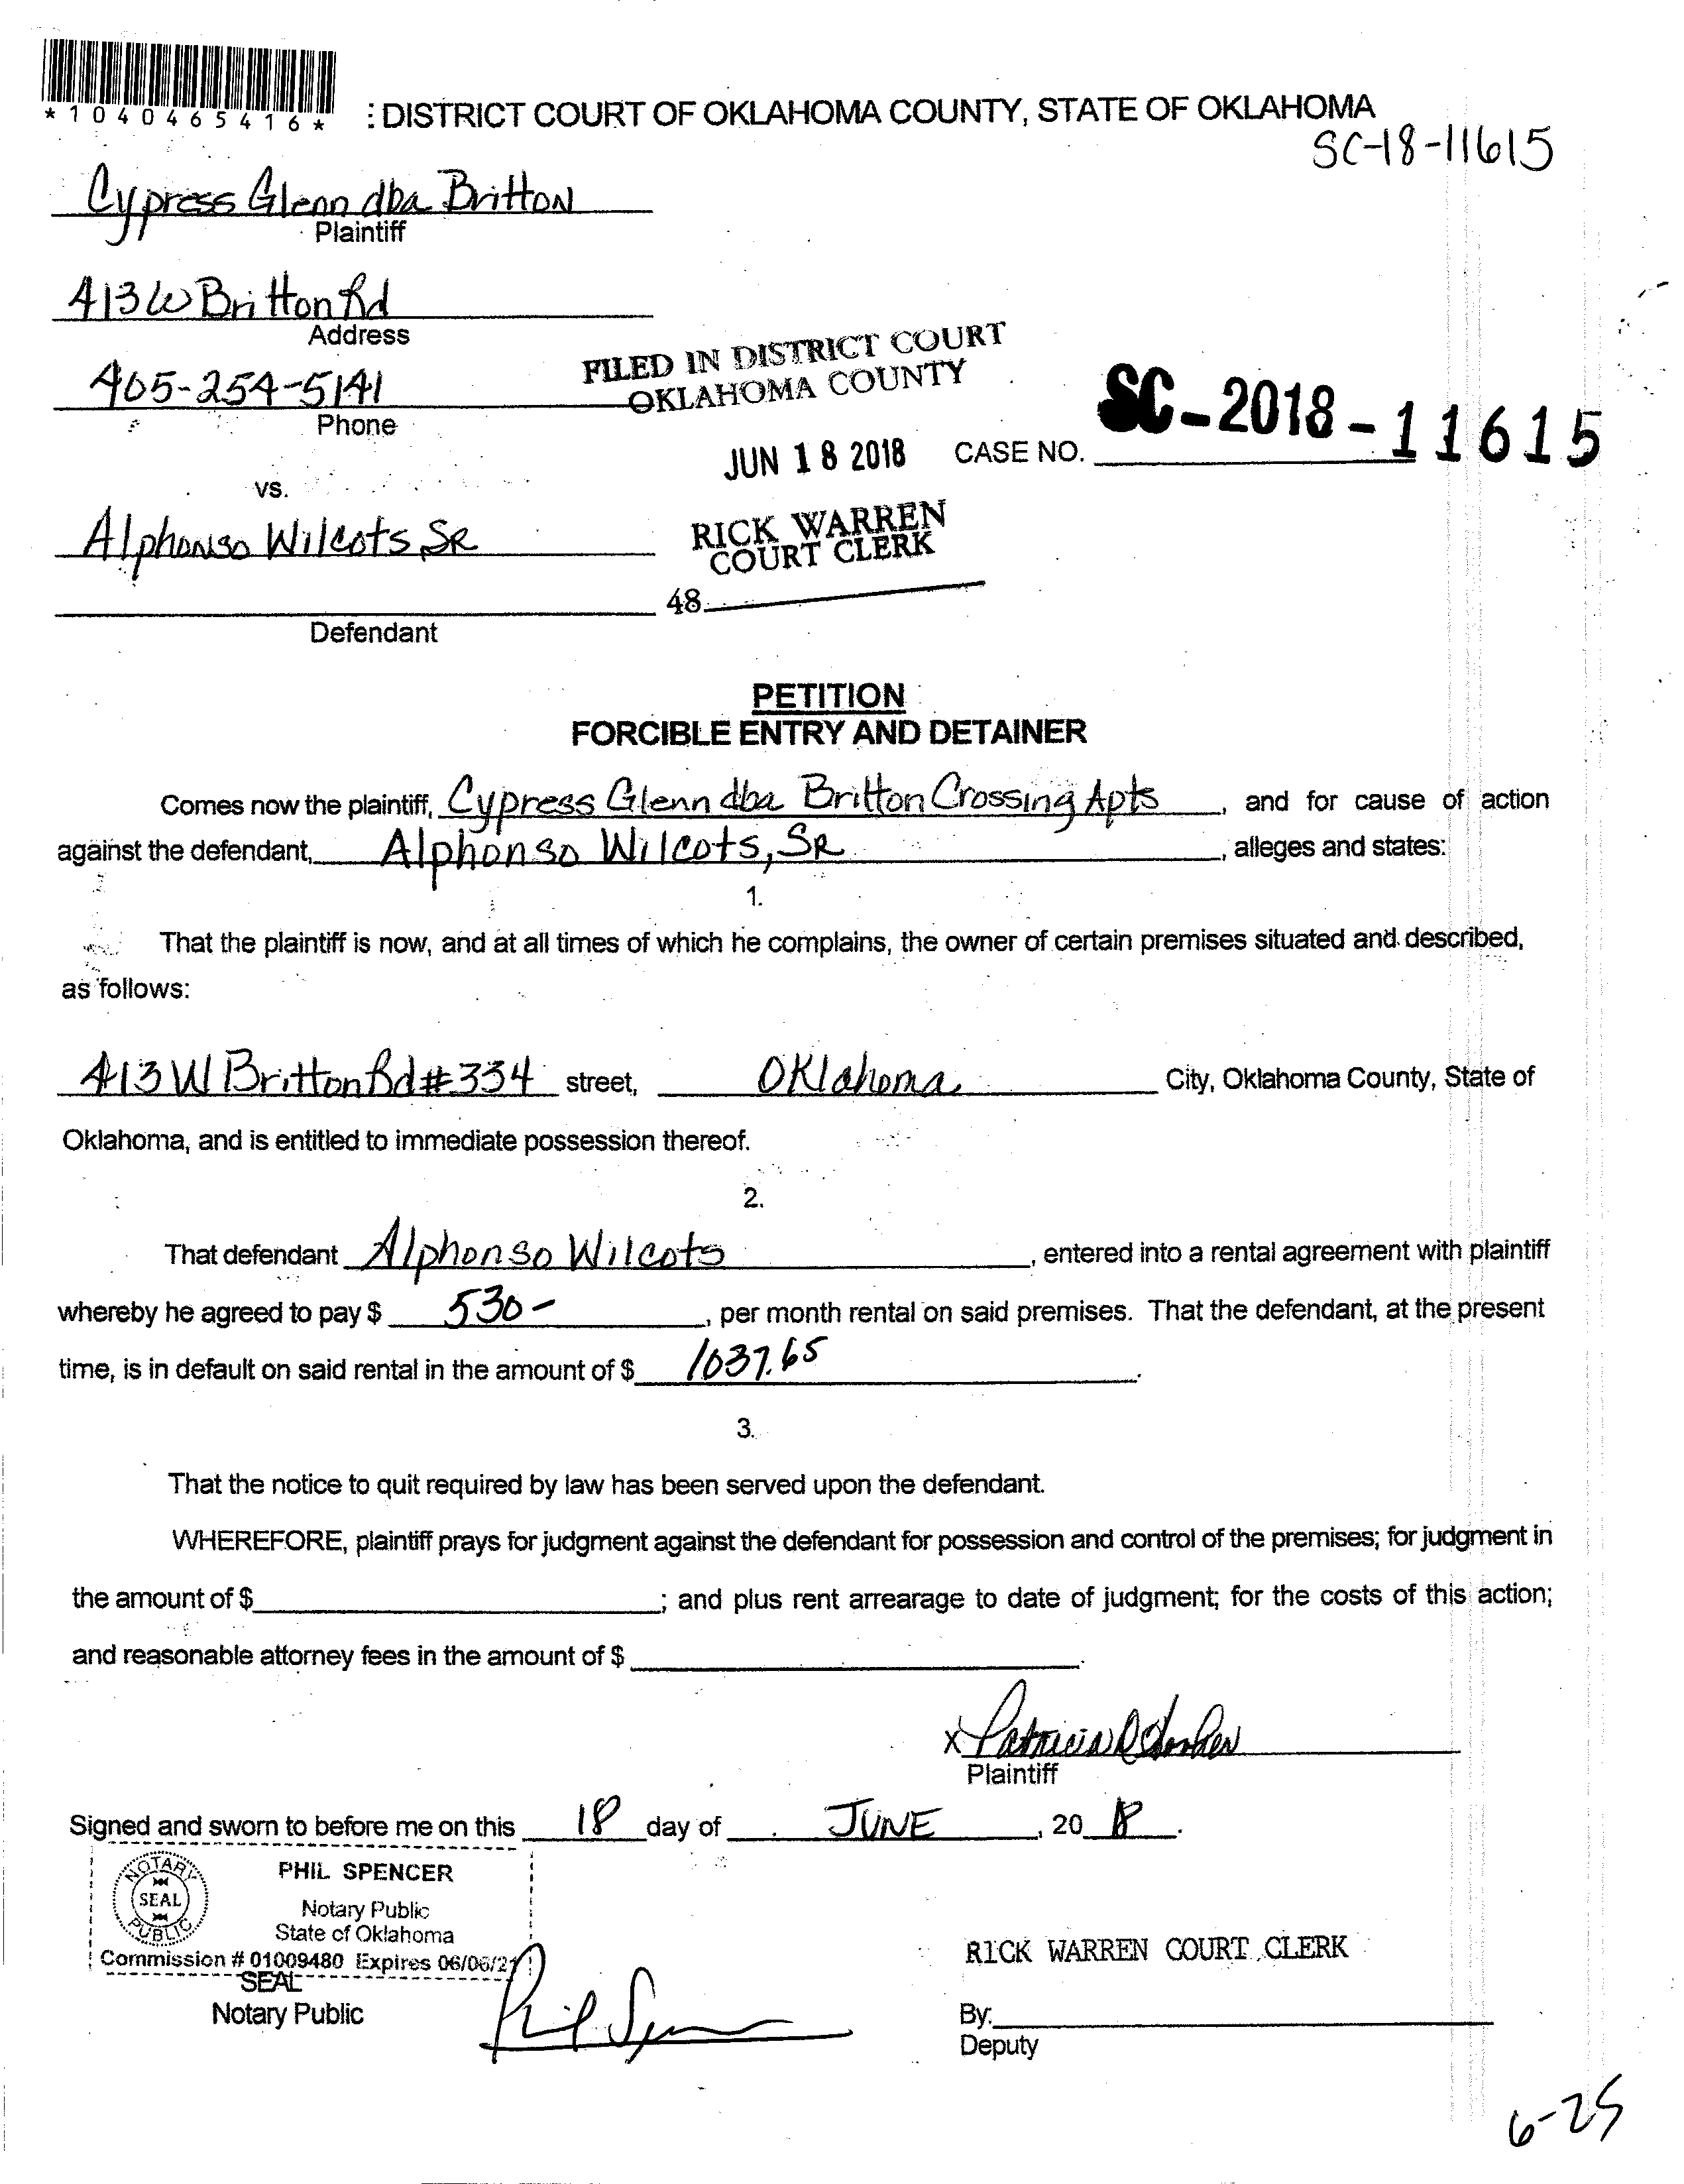 *1040465416*
: DISTRICT COURT OF OKLAHOMA COUNTY, STATE OF OKLAHOMA
SC-18-11615
Cypress Glenn dba Britton
Plaintiff
413 W Britton Rd
Address
405-254-5141
Phone
FILED IN DISTRICT COURT
OKLAHOMA COUNTY
JUN 18 2018
CASE NO. SC-2018-11615
vs.
Alphonso Wilcots, SR
RICK WARREN
COURT CLERK
48
Defendant
PETITION
FORCIBLE ENTRY AND DETAINER
Comes now the plaintiff, Cypress Glenn dba Britton Crossing Apts, and for cause of action
against the defendant, Alphonso Wilcots, SR, alleges and states:
1.
That the plaintiff is now, and at all times of which he complains, the owner of certain premises situated and described,
as follows:
413 W Britton Rd #334 street, Oklahoma City, Oklahoma County, State of
Oklahoma, and is entitled to immediate possession thereof.
2.
That defendant Alphonso Wilcots, entered into a rental agreement with plaintiff
whereby he agreed to pay $ 530-, per month rental on said premises. That the defendant, at the present
time, is in default on said rental in the amount of $ 1037.65.
3.
That the notice to quit required by law has been served upon the defendant.
WHEREFORE, plaintiff prays for judgment against the defendant for possession and control of the premises; for judgment in
the amount of $; and plus rent arrearage to date of judgment; for the costs of this action;
and reasonable attorney fees in the amount of $.
x Patricia
Plaintiff
Signed and sworn to before me on this 18 day of JUNE, 20 18.
NOTARY PUBLIC SEAL
PHIL SPENCER
Notary Public
State of Oklahoma
Commission # 01009480 Expires 06/06/21
SEAL
Notary Public
Phil Spencer
RICK WARREN COURT CLERK
By:
Deputy
6-25